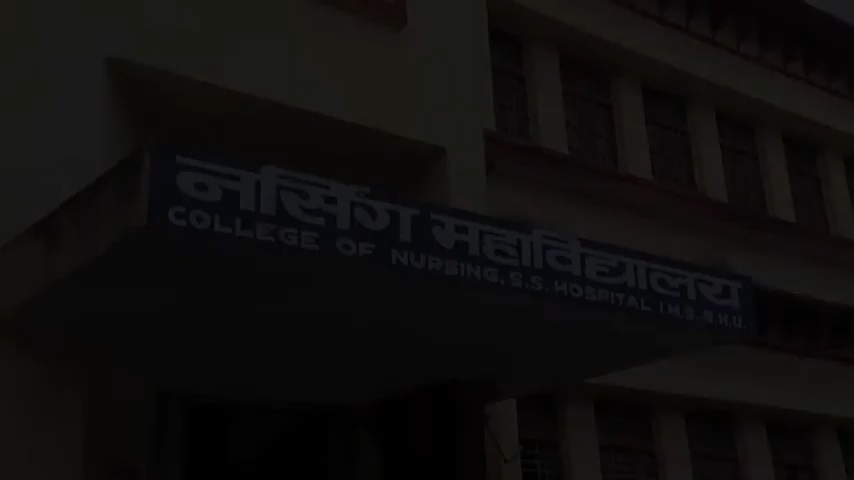 नर्सिंग महाविद्यालय
COLLEGE OF NURSING, S.S. HOSPITAL I.M.S.-B.H.U.